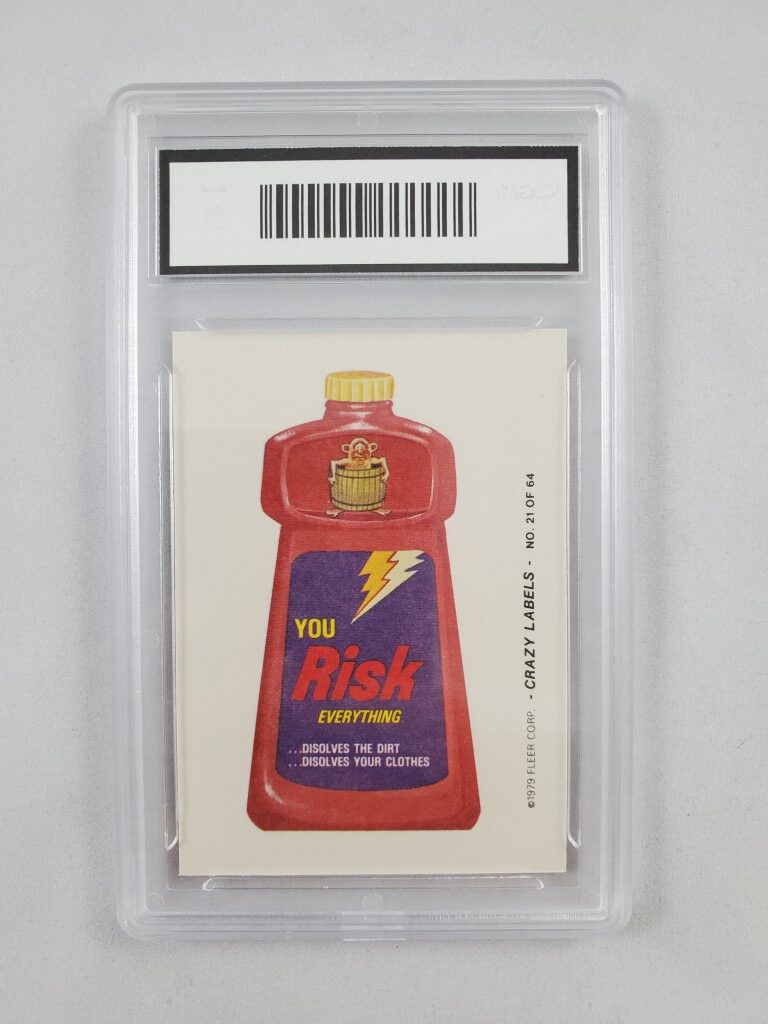 YOU
Risk
EVERYTHING
...DISOLVES THE DIRT
...DISOLVES YOUR CLOTHES
©1979 FLEER CORP. - CRAZY LABELS - NO. 21 OF 64